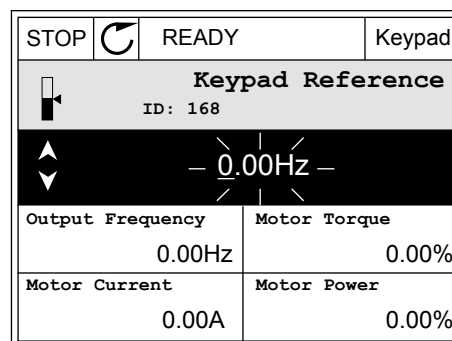 STOP READY Keypad
Keypad Reference
ID: 168
0.00Hz
Output Frequency Motor Torque
0.00Hz 0.00%
Motor Current Motor Power
0.00A 0.00%